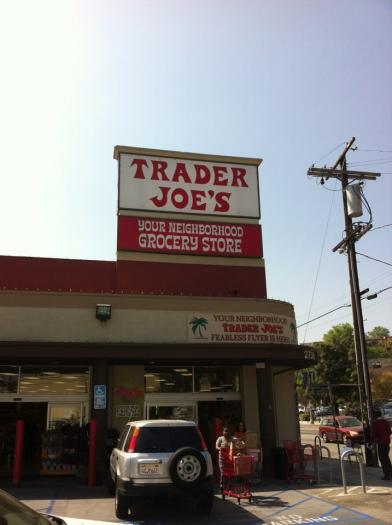 TRADER
JOE'S
YOUR NEIGHBORHOOD
GROCERY STORE
YOUR NEIGHBORHOOD
TRADER JOE'S
FEARLESS FLYER IS HERE!